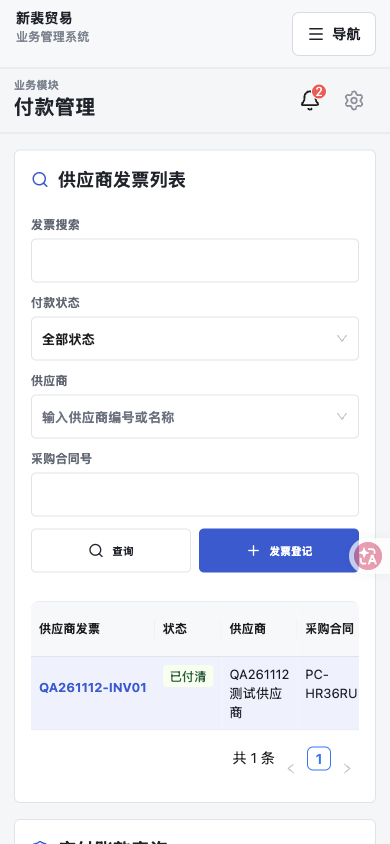 新裴贸易
业务管理系统
导航
业务模块
付款管理
2
供应商发票列表
发票搜索
付款状态
全部状态
供应商
输入供应商编号或名称
采购合同号
查询
发票登记
供应商发票 状态 供应商 采购合同
QA261112-INV01 已付清 QA261112 PC-
测试供应 HR36RU
商
共 1 条 1